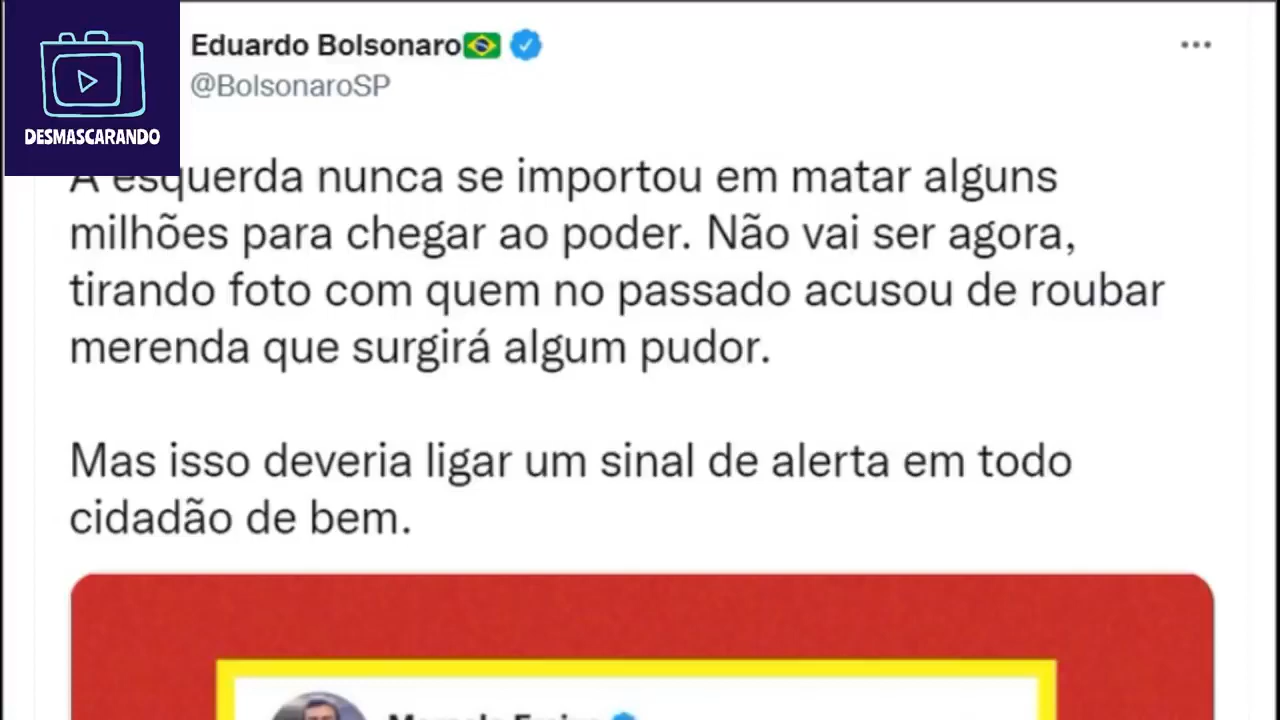 DESMASCARANDO
Eduardo Bolsonaro
@BolsonaroSP
A esquerda nunca se importou em matar alguns
milhões para chegar ao poder. Não vai ser agora,
tirando foto com quem no passado acusou de roubar
merenda que surgirá algum pudor.
Mas isso deveria ligar um sinal de alerta em todo
cidadão de bem.